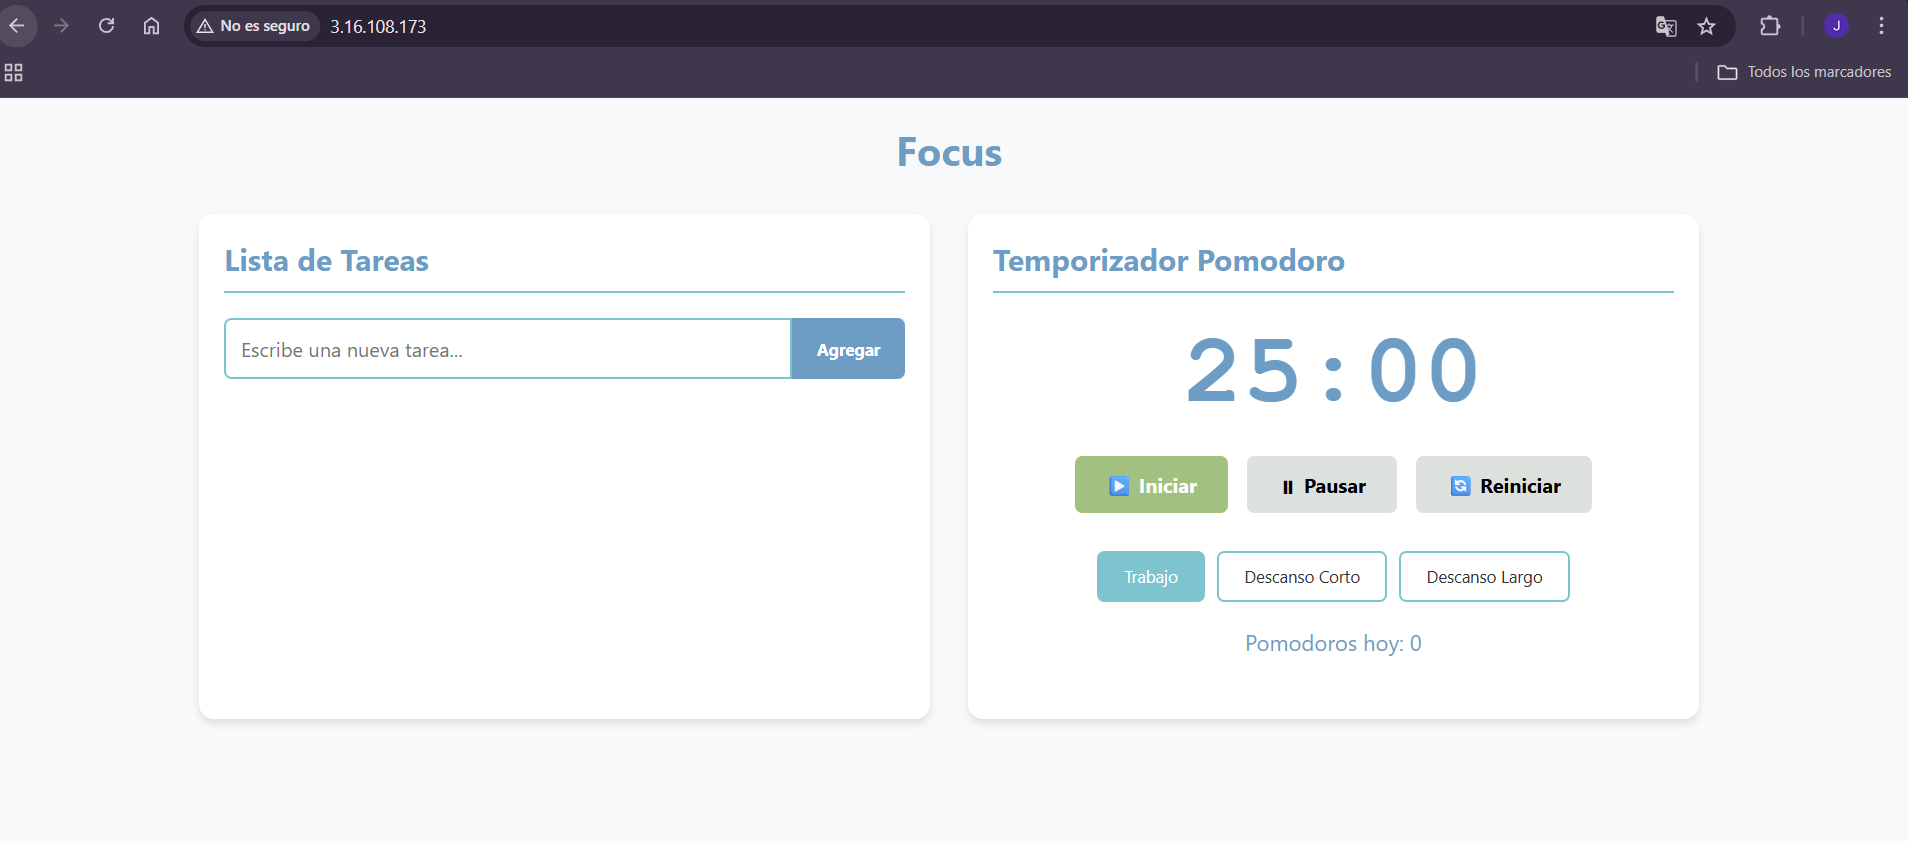 No es seguro 3.16.108.173
J
Todos los marcadores
Focus
Lista de Tareas
Escribe una nueva tarea...
Agregar
Temporizador Pomodoro
25:00
Iniciar
Pausar
Reiniciar
Trabajo
Descanso Corto
Descanso Largo
Pomodoros hoy: 0